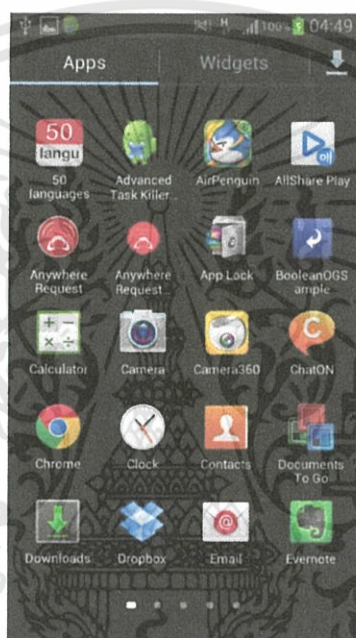 H 100% 04:49
Apps Widgets
50
langu
50
languages
Advanced
Task Killer...
AirPenguin
AllShare Play
Anywhere
Request
Anywhere
Request...
App Lock
BooleanOGS
ample
Calculator
Camera
Camera360
ChatON
Chrome
Clock
Contacts
Documents
To Go
Downloads
Dropbox
Email
Evernote